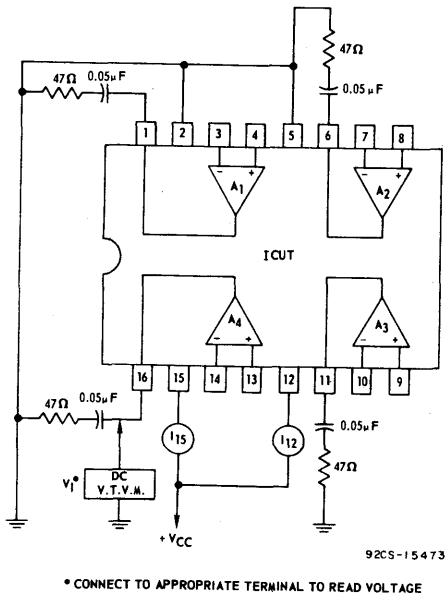 47Ω
0.05μF
47Ω
0.05μF
1 2 3 4 5 6 7 8
- + - +
A1 A2
ICUT
A4 A3
- + - +
16 15 14 13 12 11 10 9
47Ω
0.05μF
I15
I12
0.05μF
47Ω
V1*
DC
V.T.V.M.
+VCC
92CS-15473
* CONNECT TO APPROPRIATE TERMINAL TO READ VOLTAGE